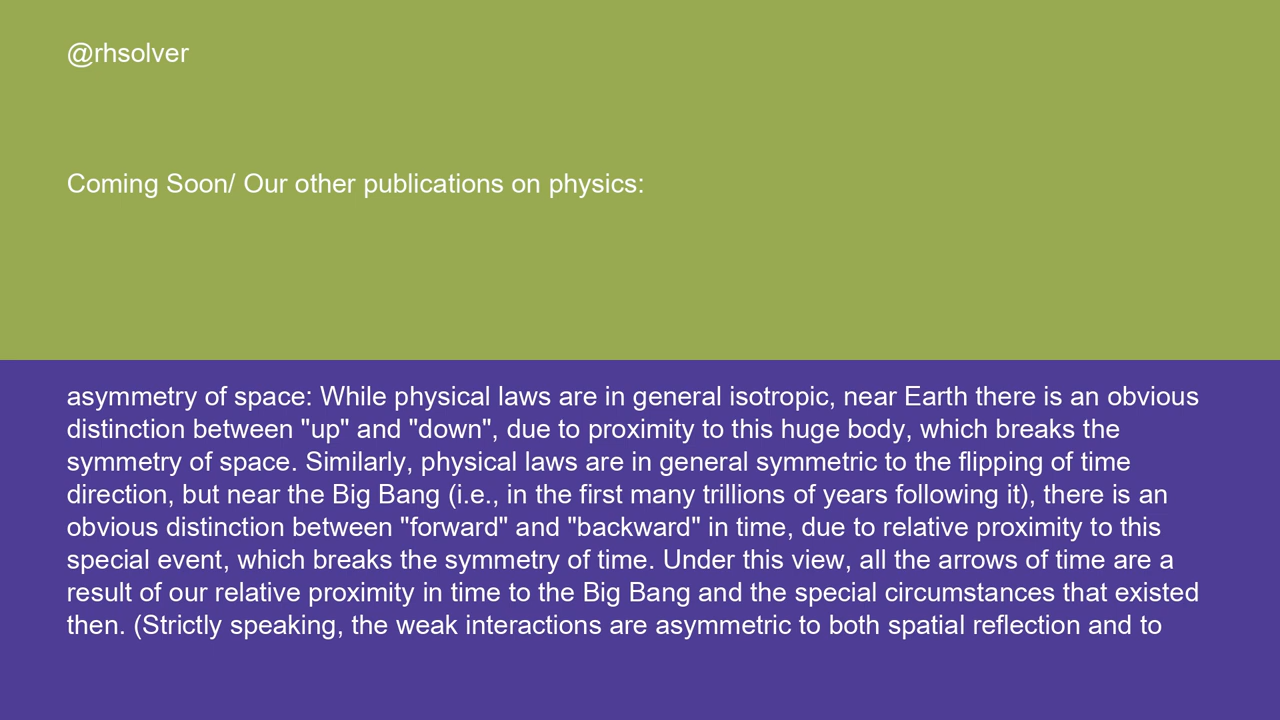 @rhsolver
Coming Soon/ Our other publications on physics:
asymmetry of space: While physical laws are in general isotropic, near Earth there is an obvious
distinction between "up" and "down", due to proximity to this huge body, which breaks the
symmetry of space. Similarly, physical laws are in general symmetric to the flipping of time
direction, but near the Big Bang (i.e., in the first many trillions of years following it), there is an
obvious distinction between "forward" and "backward" in time, due to relative proximity to this
special event, which breaks the symmetry of time. Under this view, all the arrows of time are a
result of our relative proximity in time to the Big Bang and the special circumstances that existed
then. (Strictly speaking, the weak interactions are asymmetric to both spatial reflection and to